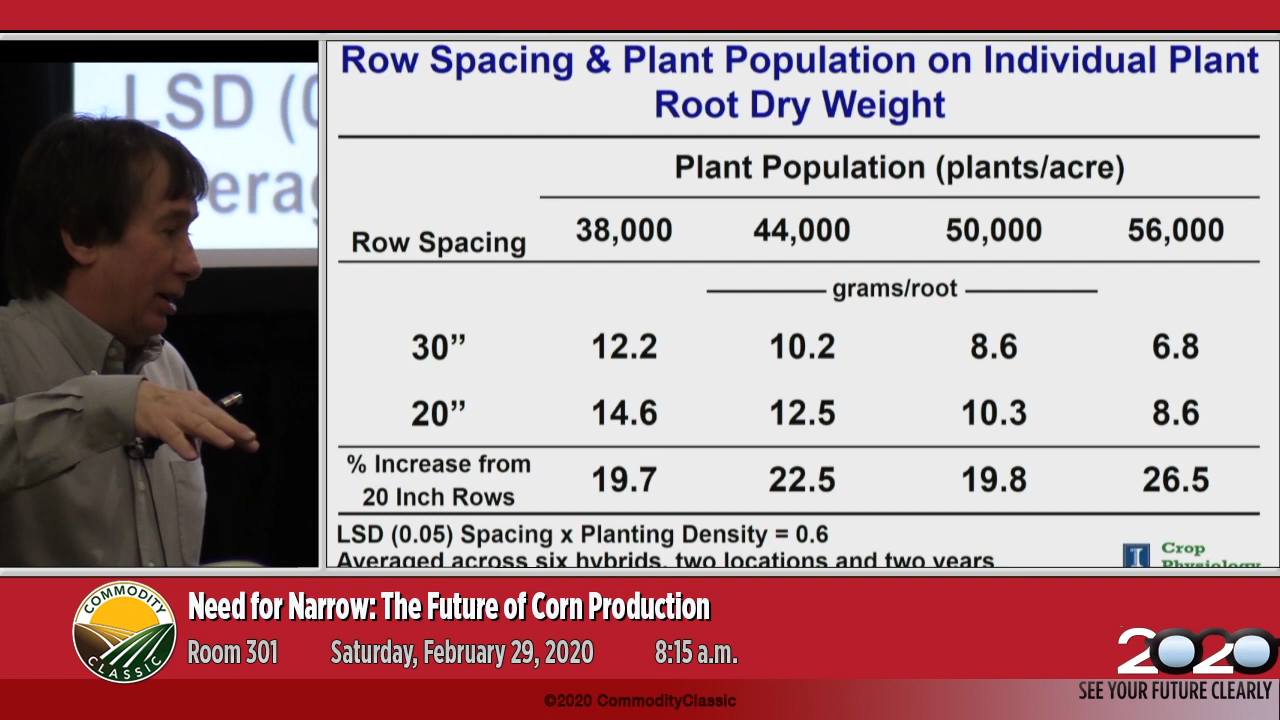 LSD (0
erag
Row Spacing & Plant Population on Individual Plant
Root Dry Weight
Plant Population (plants/acre)
Row Spacing 38,000 44,000 50,000 56,000
grams/root
30” 12.2 10.2 8.6 6.8
20” 14.6 12.5 10.3 8.6
% Increase from
20 Inch Rows 19.7 22.5 19.8 26.5
LSD (0.05) Spacing x Planting Density = 0.6
Averaged across six hybrids, two locations and two years
I Crop
Physiology
COMMODITY
CLASSIC
Need for Narrow: The Future of Corn Production
Room 301 Saturday, February 29, 2020 8:15 a.m.
2020
SEE YOUR FUTURE CLEARLY
©2020 CommodityClassic